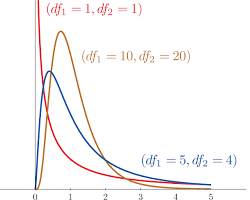 (df₁ = 1, df₂ = 1)
(df₁ = 10, df₂ = 20)
(df₁ = 5, df₂ = 4)
0 1 2 3 4 5